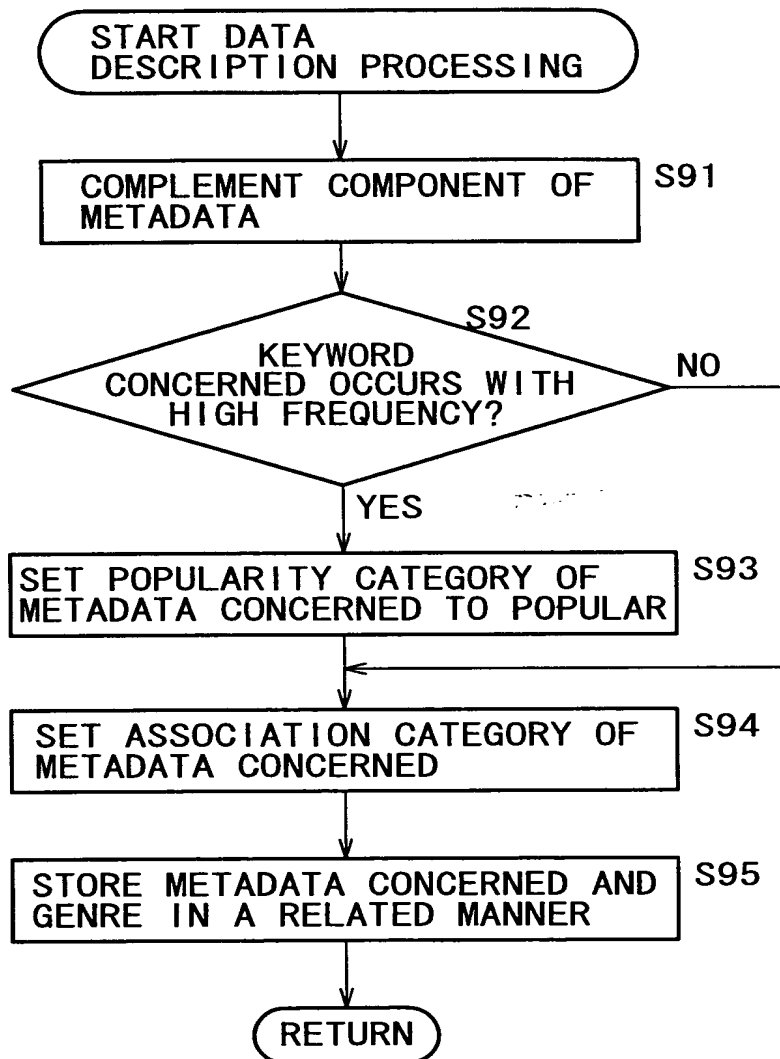 START DATA
DESCRIPTION PROCESSING
COMPLEMENT COMPONENT OF
METADATA
S91
S92
KEYWORD
CONCERNED OCCURS WITH
HIGH FREQUENCY?
NO
YES
SET POPULARITY CATEGORY OF
METADATA CONCERNED TO POPULAR
S93
SET ASSOCIATION CATEGORY OF
METADATA CONCERNED
S94
STORE METADATA CONCERNED AND
GENRE IN A RELATED MANNER
S95
RETURN